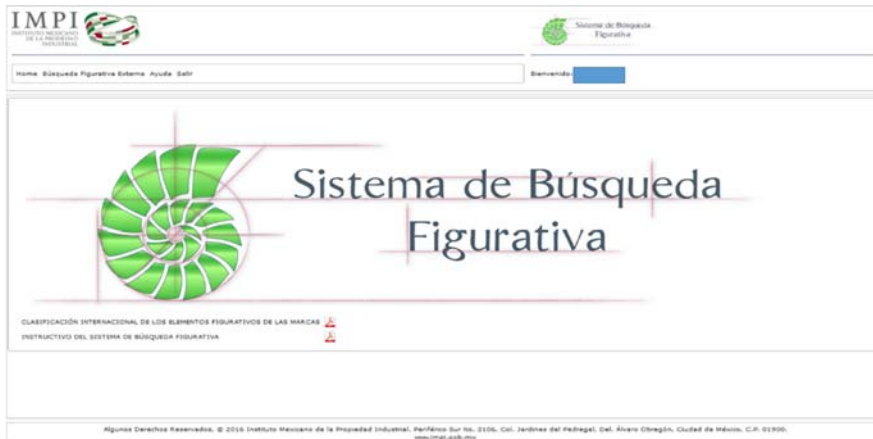 IMPI
INSTITUTO MEXICANO
DE LA PROPIEDAD
INDUSTRIAL
Sistema de Búsqueda
Figurativa
Home Búsqueda Figurativa Externa Ayuda Salir
Bienvenido:
Sistema de Búsqueda
Figurativa
CLASIFICACIÓN INTERNACIONAL DE LOS ELEMENTOS FIGURATIVOS DE LAS MARCAS
INSTRUCTIVO DEL SISTEMA DE BÚSQUEDA FIGURATIVA
Algunos Derechos Reservados, @ 2016 Instituto Mexicano de la Propiedad Industrial. Periférico Sur No. 3106, Col. Jardines del Pedregal, Del. Álvaro Obregón, Ciudad de México, C.P. 01900.
www.impi.gob.mx